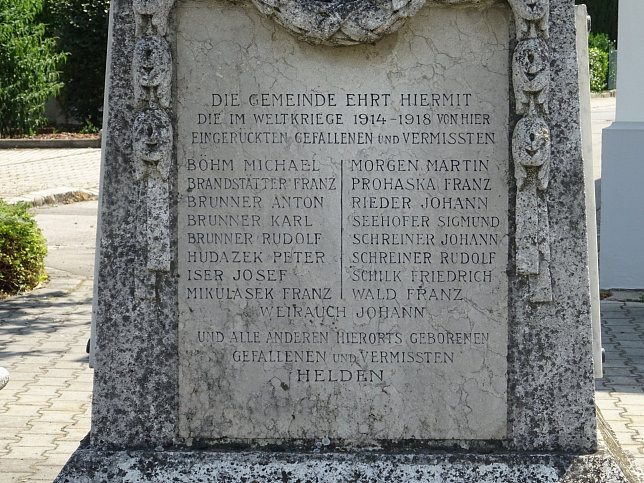 DIE GEMEINDE EHRT HIERMIT
DIE IM WELTKRIEGE 1914-1918 VON HIER
EINGERÜCKTEN GEFALLENEN UND VERMISSTEN
BÖHM MICHAEL
BRANDSTÄTTER FRANZ
BRUNNER ANTON
BRUNNER KARL
BRUNNER RUDOLF
HUDAZEK PETER
ISER JOSEF
MIKULASEK FRANZ
MORGEN MARTIN
PROHASKA FRANZ
RIEDER JOHANN
SEEHOFER SIGMUND
SCHREINER JOHANN
SCHREINER RUDOLF
SCHILK FRIEDRICH
WALD FRANZ
WEIRAUCH JOHANN
UND ALLE ANDEREN HIERORTS GEBORENEN
GEFALLENEN UND VERMISSTEN
HELDEN